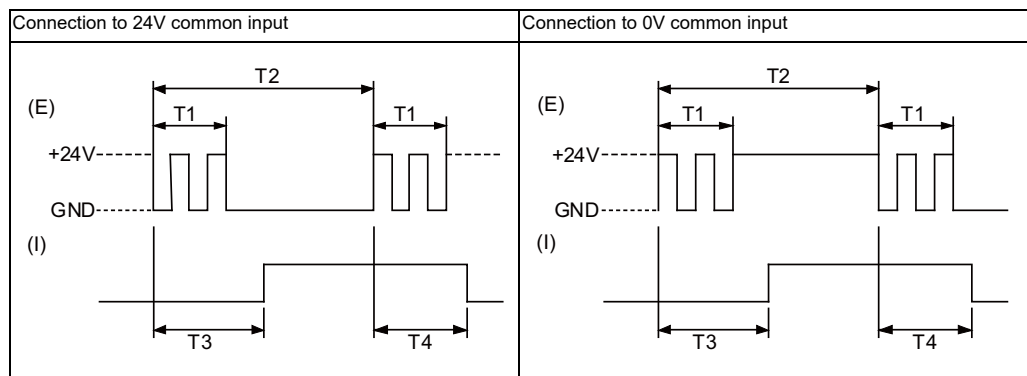 Connection to 24V common input
Connection to 0V common input
T2
(E)
T1
T1
+24V
GND
(I)
T3
T4
T2
(E)
T1
T1
+24V
GND
(I)
T3
T4